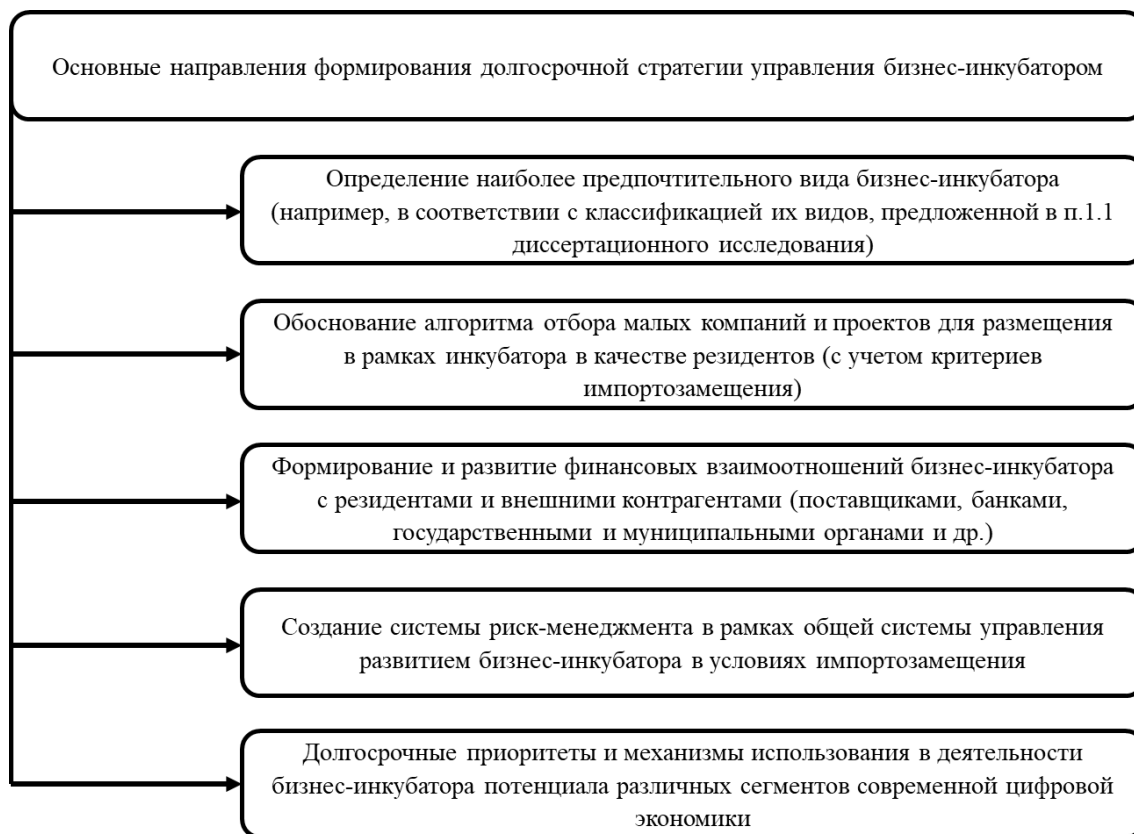 Основные направления формирования долгосрочной стратегии управления бизнес-инкубатором
Определение наиболее предпочтительного вида бизнес-инкубатора
(например, в соответствии с классификацией их видов, предложенной в п.1.1
диссертационного исследования)
Обоснование алгоритма отбора малых компаний и проектов для размещения
в рамках инкубатора в качестве резидентов (с учетом критериев
импортозамещения)
Формирование и развитие финансовых взаимоотношений бизнес-инкубатора
с резидентами и внешними контрагентами (поставщиками, банками,
государственными и муниципальными органами и др.)
Создание системы риск-менеджмента в рамках общей системы управления
развитием бизнес-инкубатора в условиях импортозамещения
Долгосрочные приоритеты и механизмы использования в деятельности
бизнес-инкубатора потенциала различных сегментов современной цифровой
экономики